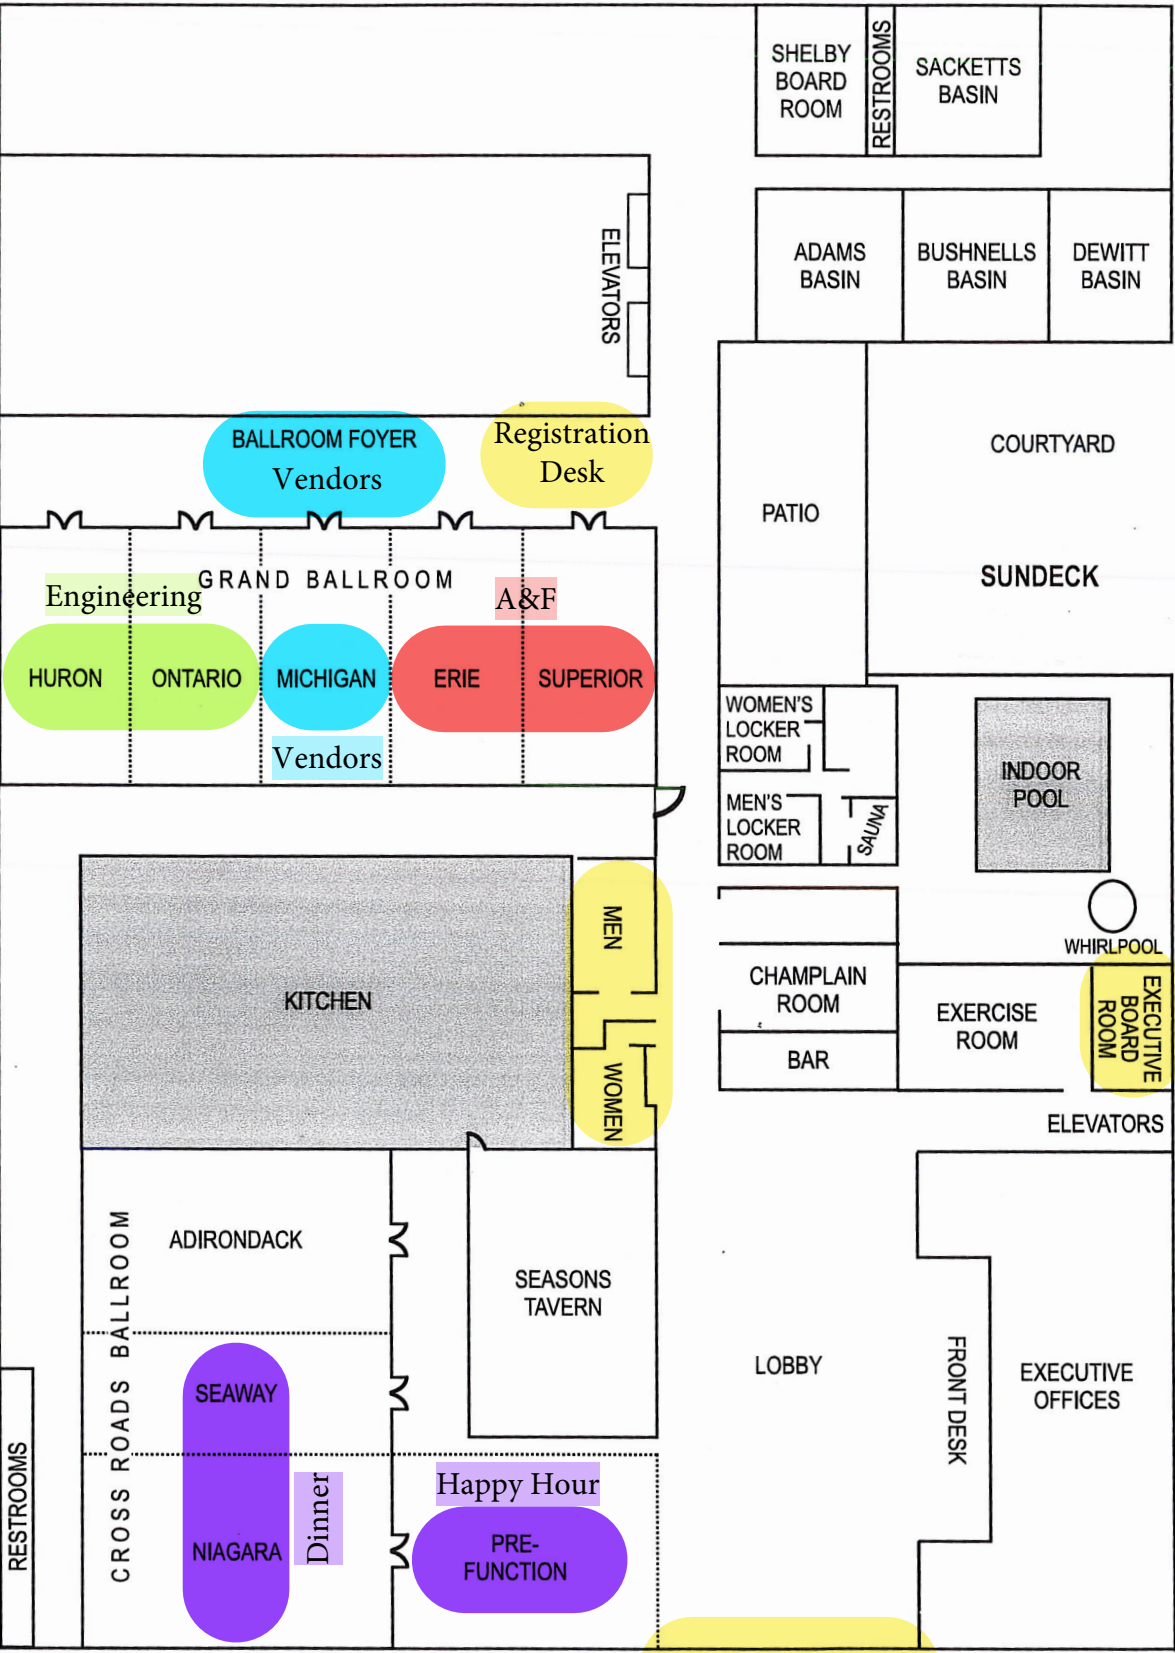 SHELBY
BOARD
ROOM
RESTROOMS
SACKETTS
BASIN
ELEVATORS
ADAMS
BASIN
BUSHNELLS
BASIN
DEWITT
BASIN
BALLROOM FOYER
Vendors
Registration
Desk
PATIO
COURTYARD
SUNDECK
GRAND BALLROOM
Engineering
A&F
HURON
ONTARIO
MICHIGAN
ERIE
SUPERIOR
Vendors
WOMEN'S
LOCKER
ROOM
MEN'S
LOCKER
ROOM
SAUNA
INDOOR
POOL
WHIRLPOOL
KITCHEN
MEN
WOMEN
CHAMPLAIN
ROOM
BAR
EXERCISE
ROOM
EXECUTIVE
BOARD
ROOM
ELEVATORS
CROSS ROADS BALLROOM
ADIRONDACK
SEASONS
TAVERN
SEAWAY
NIAGARA
Dinner
Happy Hour
PRE-
FUNCTION
LOBBY
FRONT DESK
EXECUTIVE
OFFICES
RESTROOMS